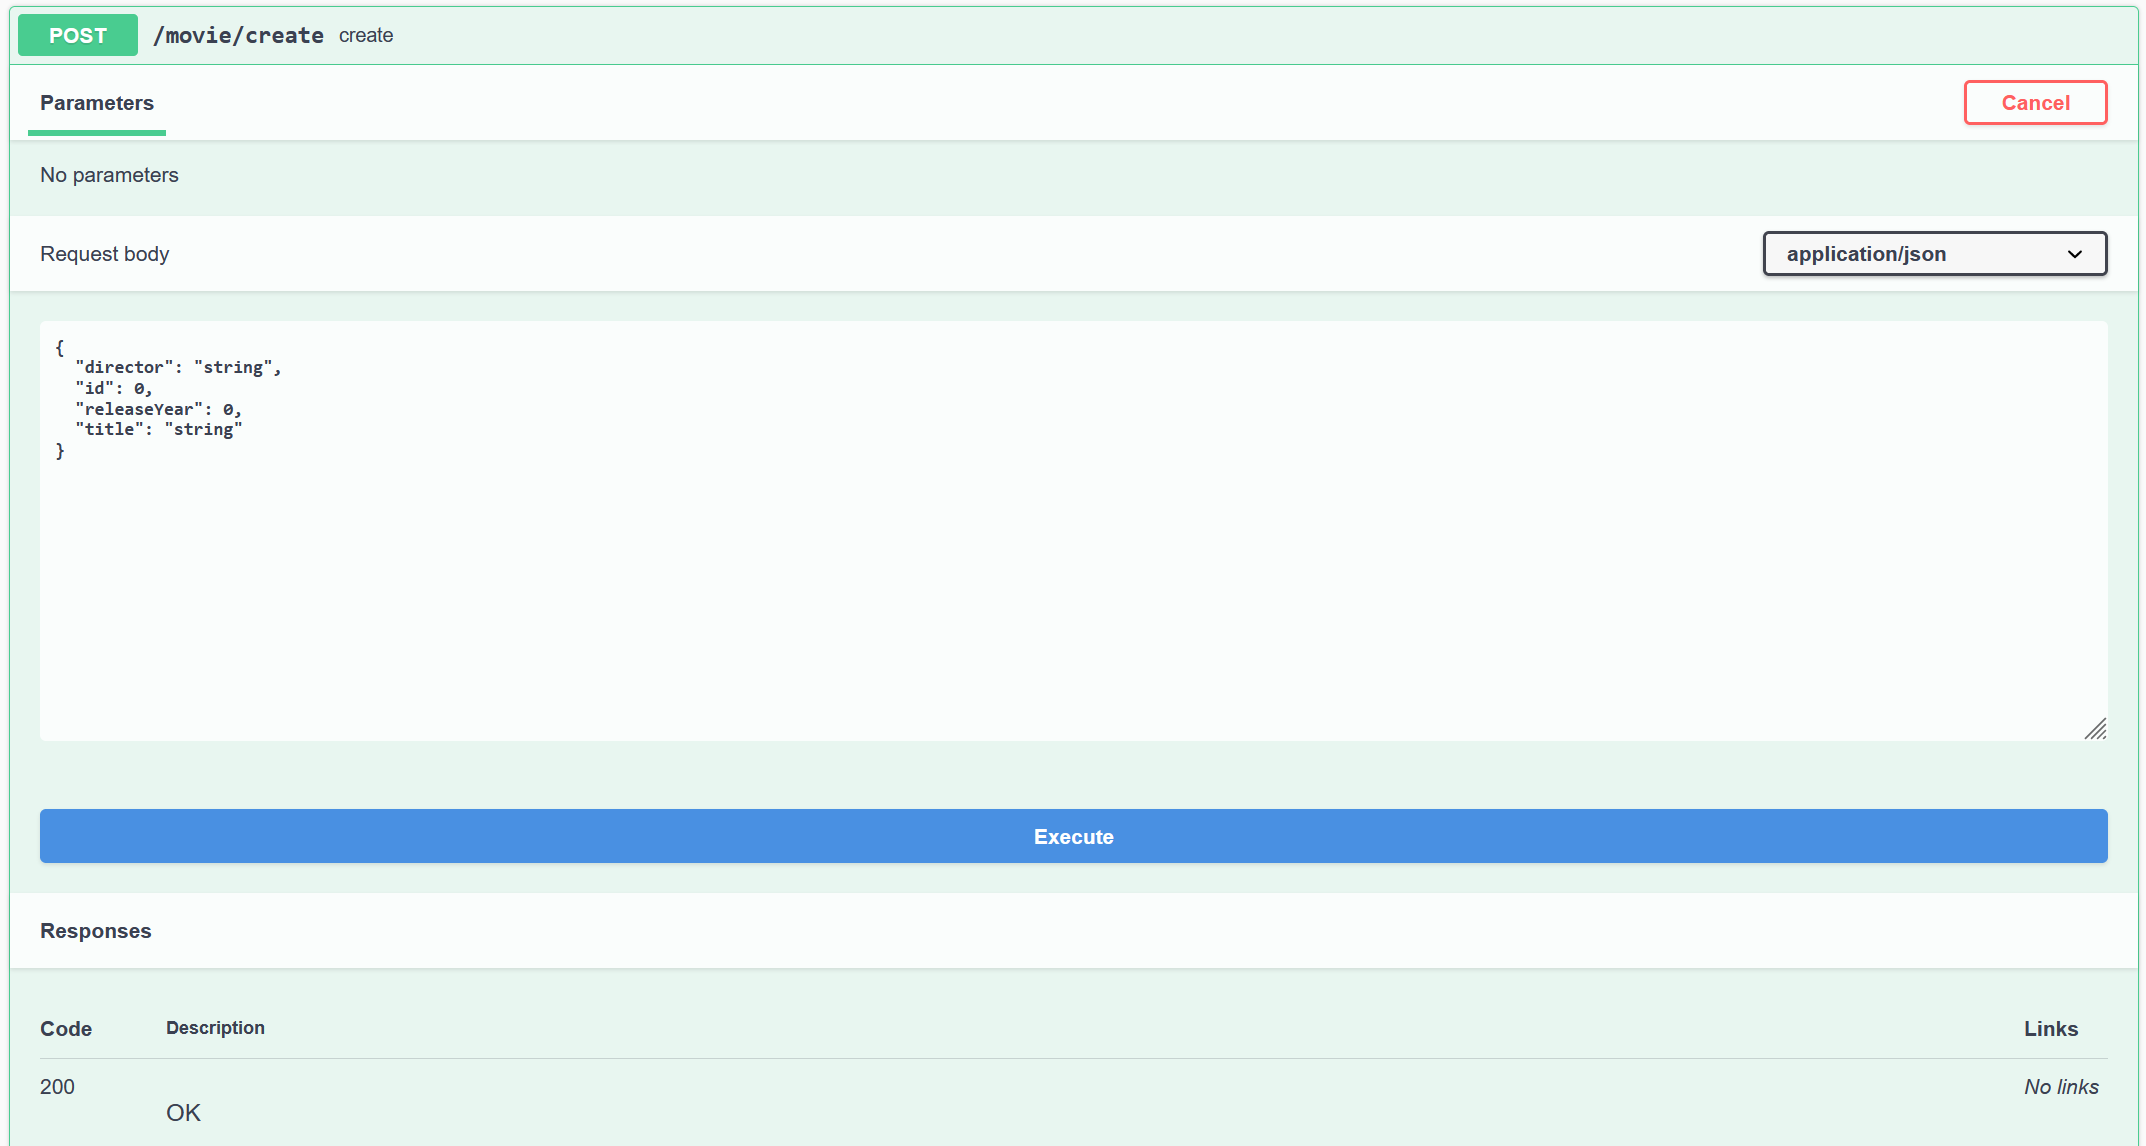 POST /movie/create create
Parameters Cancel
No parameters
Request body application/json
{
  "director": "string",
  "id": 0,
  "releaseYear": 0,
  "title": "string"
}
Execute
Responses
Code Description Links
200 No links
OK